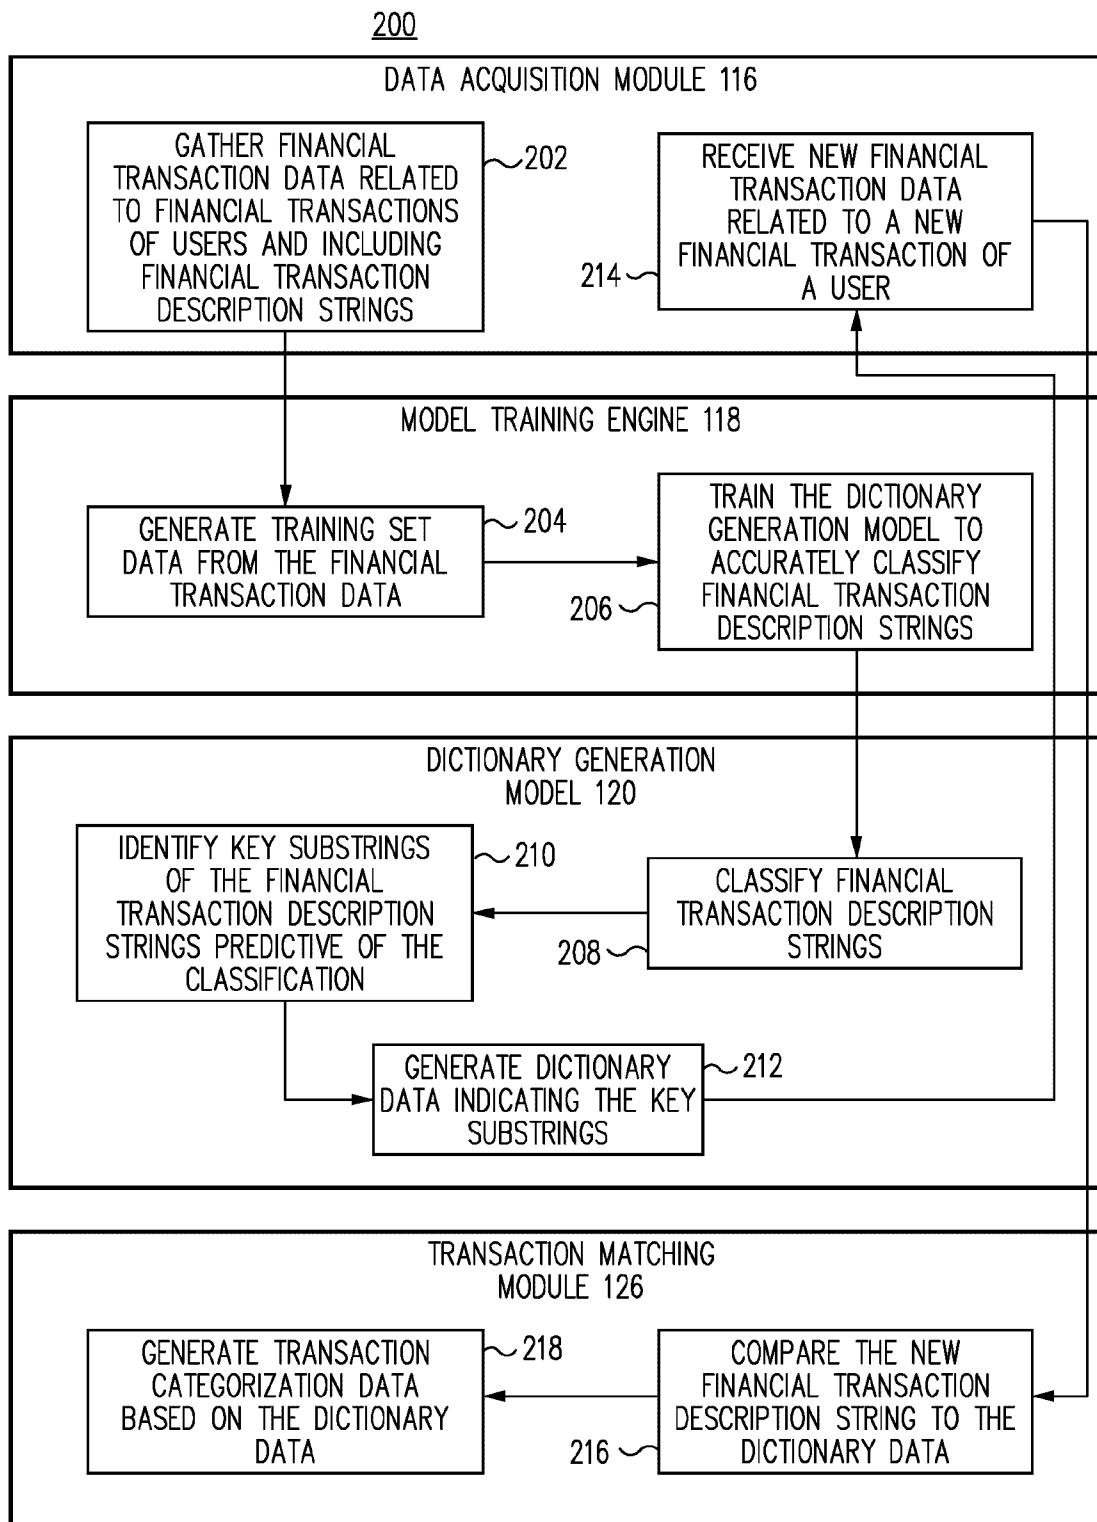 200
DATA ACQUISITION MODULE 116
GATHER FINANCIAL
TRANSACTION DATA RELATED
TO FINANCIAL TRANSACTIONS
OF USERS AND INCLUDING
FINANCIAL TRANSACTION
DESCRIPTION STRINGS
202
RECEIVE NEW FINANCIAL
TRANSACTION DATA
RELATED TO A NEW
FINANCIAL TRANSACTION OF
A USER
214
MODEL TRAINING ENGINE 118
GENERATE TRAINING SET
DATA FROM THE FINANCIAL
TRANSACTION DATA
204
TRAIN THE DICTIONARY
GENERATION MODEL TO
ACCURATELY CLASSIFY
FINANCIAL TRANSACTION
DESCRIPTION STRINGS
206
DICTIONARY GENERATION
MODEL 120
IDENTIFY KEY SUBSTRINGS
OF THE FINANCIAL
TRANSACTION DESCRIPTION
STRINGS PREDICTIVE OF THE
CLASSIFICATION
210
CLASSIFY FINANCIAL
TRANSACTION DESCRIPTION
STRINGS
208
GENERATE DICTIONARY
DATA INDICATING THE KEY
SUBSTRINGS
212
TRANSACTION MATCHING
MODULE 126
GENERATE TRANSACTION
CATEGORIZATION DATA
BASED ON THE DICTIONARY
DATA
218
COMPARE THE NEW
FINANCIAL TRANSACTION
DESCRIPTION STRING TO THE
DICTIONARY DATA
216